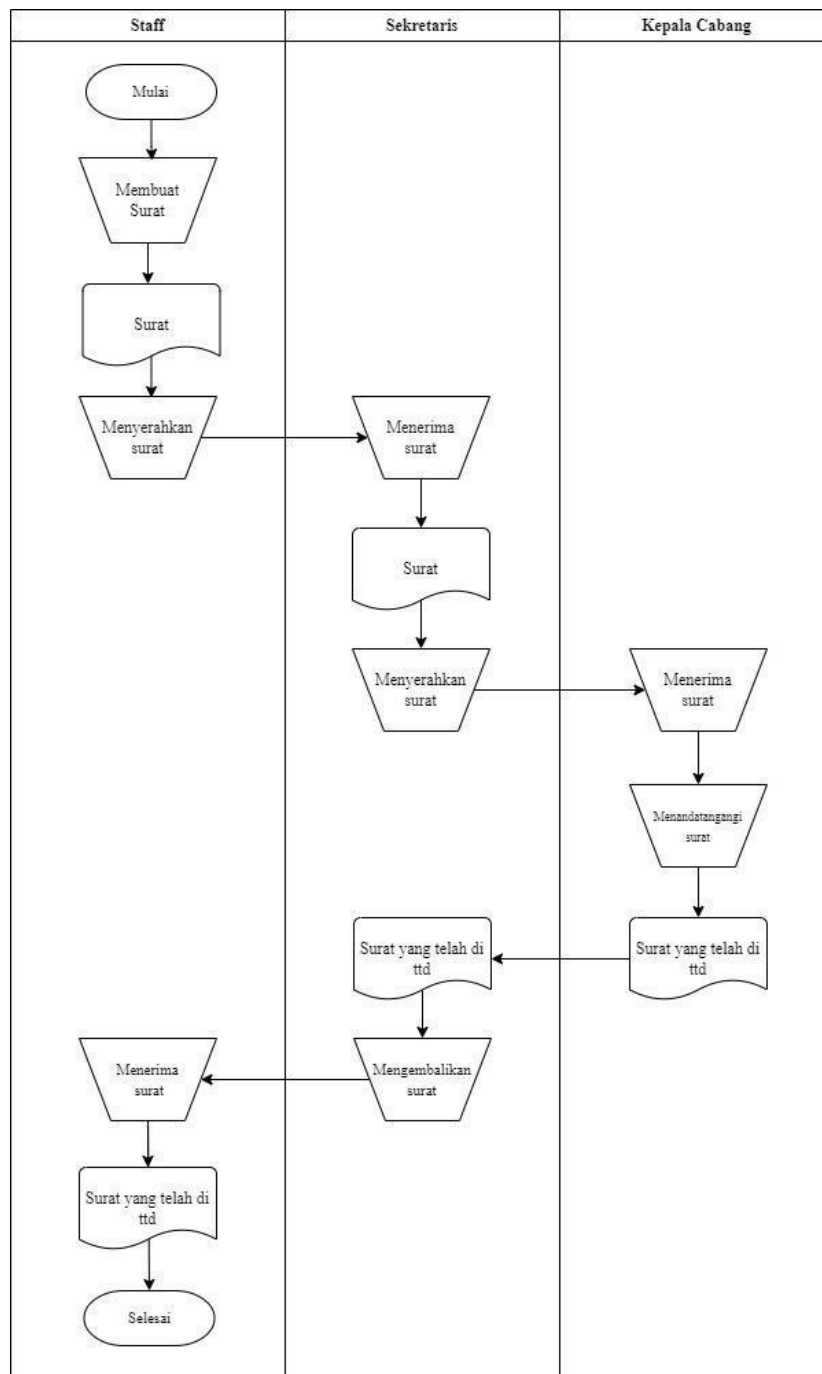 Staff
Sekretaris
Kepala Cabang
Mulai
Membuat
Surat
Surat
Menyerahkan
surat
Menerima
surat
Surat
Menyerahkan
surat
Menerima
surat
Menandatangangi
surat
Surat yang telah di
ttd
Surat yang telah di
ttd
Mengembalikan
surat
Menerima
surat
Surat yang telah di
ttd
Selesai